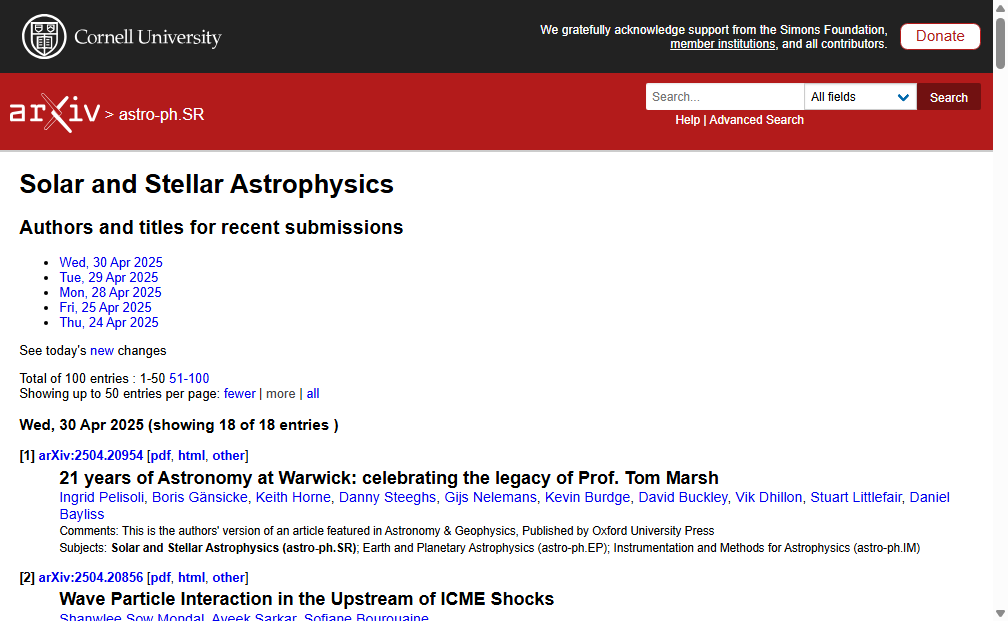 Cornell University
We gratefully acknowledge support from the Simons Foundation,
member institutions, and all contributors.
Donate
arXiv > astro-ph.SR
Search...
All fields
Search
Help | Advanced Search
Solar and Stellar Astrophysics
Authors and titles for recent submissions
Wed, 30 Apr 2025
Tue, 29 Apr 2025
Mon, 28 Apr 2025
Fri, 25 Apr 2025
Thu, 24 Apr 2025
See today's new changes
Total of 100 entries : 1-50 51-100
Showing up to 50 entries per page: fewer | more | all
Wed, 30 Apr 2025 (showing 18 of 18 entries )
[1] arXiv:2504.20954 [pdf, html, other]
21 years of Astronomy at Warwick: celebrating the legacy of Prof. Tom Marsh
Ingrid Pelisoli, Boris Gänsicke, Keith Horne, Danny Steeghs, Gijs Nelemans, Kevin Burdge, David Buckley, Vik Dhillon, Stuart Littlefair, Daniel
Bayliss
Comments: This is the authors' version of an article featured in Astronomy & Geophysics, Published by Oxford University Press
Subjects: Solar and Stellar Astrophysics (astro-ph.SR); Earth and Planetary Astrophysics (astro-ph.EP); Instrumentation and Methods for Astrophysics (astro-ph.IM)
[2] arXiv:2504.20856 [pdf, html, other]
Wave Particle Interaction in the Upstream of ICME Shocks
Shanwlee Sow Mondal, Aveek Sarkar, Sofiane Bourouaine